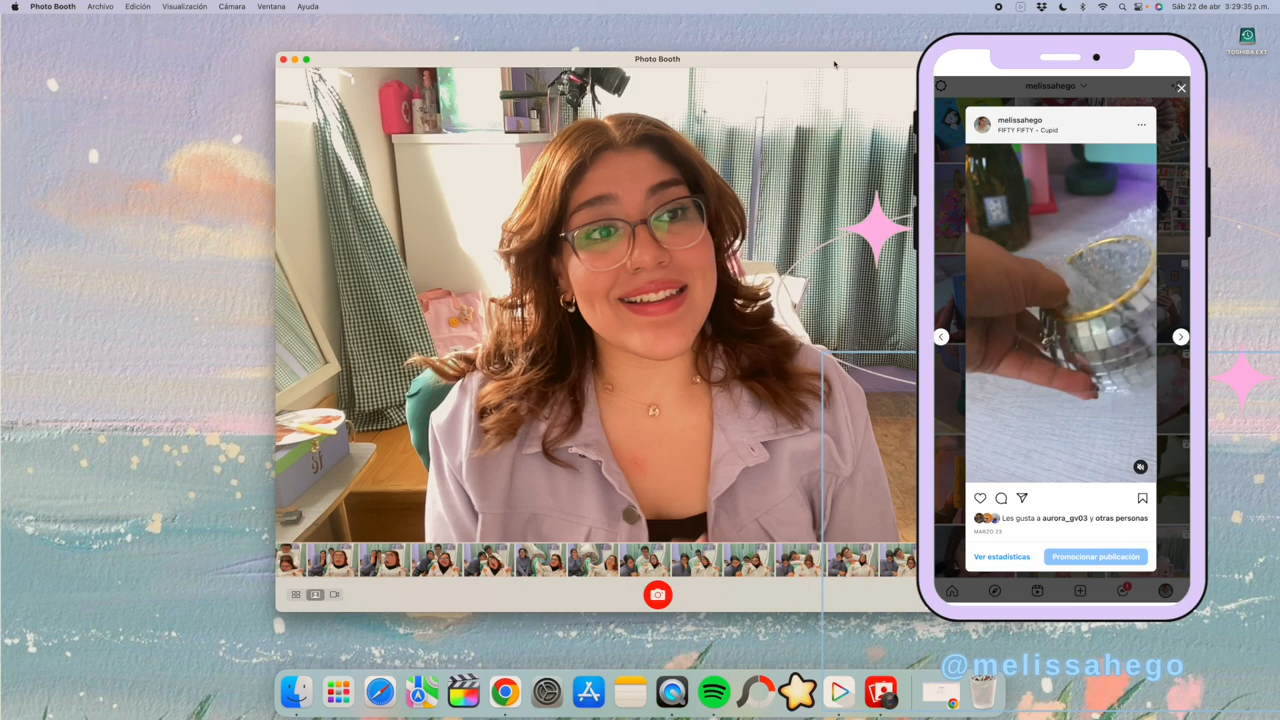 Photo Booth Archivo Edición Visualización Cámara Ventana Ayuda
Sáb 22 de abr 3:29:35 p.m.
TOSHIBA EXT
Photo Booth
melissahego
melissahego
FIFTY FIFTY • Cupid
Les gusta a aurora_gv03 y otras personas
MARZO 23
Ver estadísticas
Promocionar publicación
@melissahego